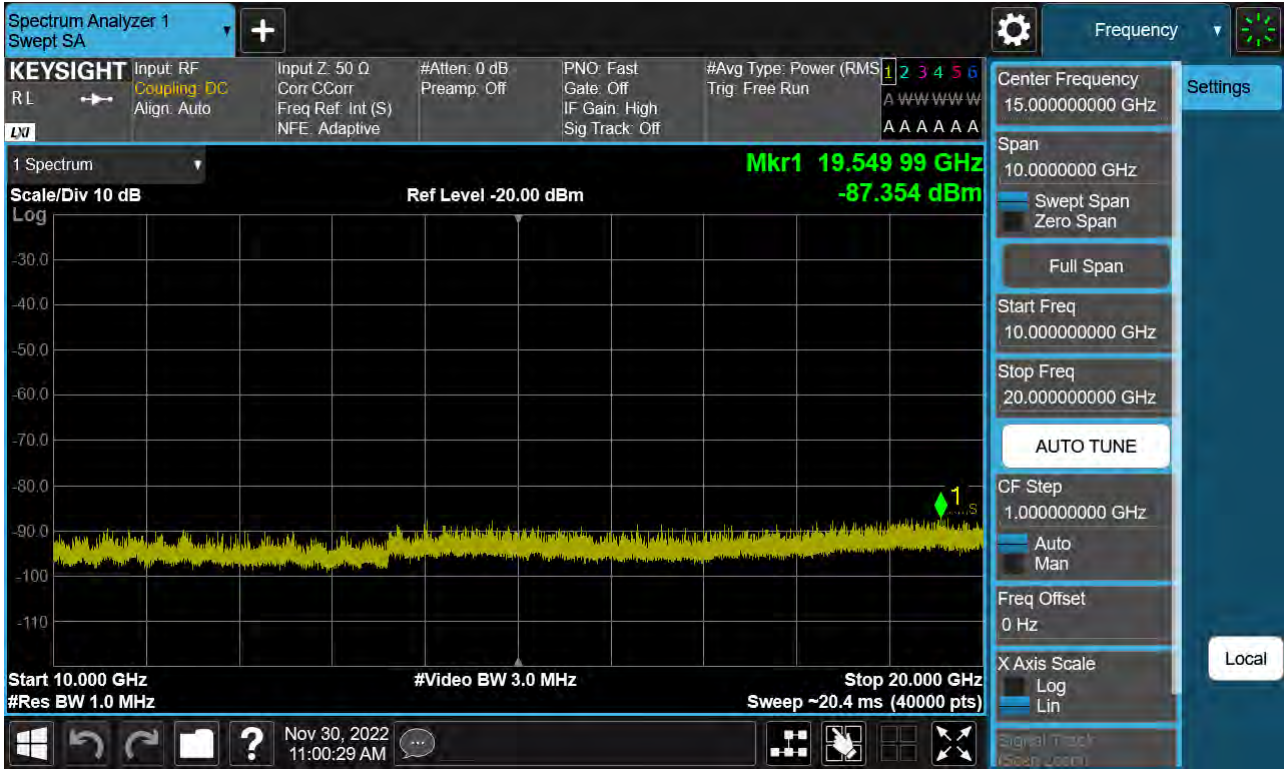 Spectrum Analyzer 1
Swept SA
+
Frequency
KEYSIGHT
RL
LXI
Input: RF
Coupling: DC
Align: Auto
Input Z: 50 Ω
Corr CCorr
Freq Ref: Int (S)
NFE: Adaptive
#Atten: 0 dB
Preamp: Off
PNO: Fast
Gate: Off
IF Gain: High
Sig Track: Off
#Avg Type: Power (RMS
Trig: Free Run
1 2 3 4 5 6
A W W W W W
A A A A A A
1 Spectrum
Scale/Div 10 dB
Log
Ref Level -20.00 dBm
Mkr1 19.549 99 GHz
-87.354 dBm
-30.0
-40.0
-50.0
-60.0
-70.0
-80.0
-90.0
-100
-110
1
Start 10.000 GHz
#Res BW 1.0 MHz
#Video BW 3.0 MHz
Stop 20.000 GHz
Sweep ~20.4 ms (40000 pts)
Center Frequency
15.000000000 GHz
Span
10.0000000 GHz
Swept Span
Zero Span
Full Span
Start Freq
10.000000000 GHz
Stop Freq
20.000000000 GHz
AUTO TUNE
CF Step
1.000000000 GHz
Auto
Man
Freq Offset
0 Hz
X Axis Scale
Log
Lin
Signal Track
(Span Zoom)
Settings
Local
?
Nov 30, 2022
11:00:29 AM